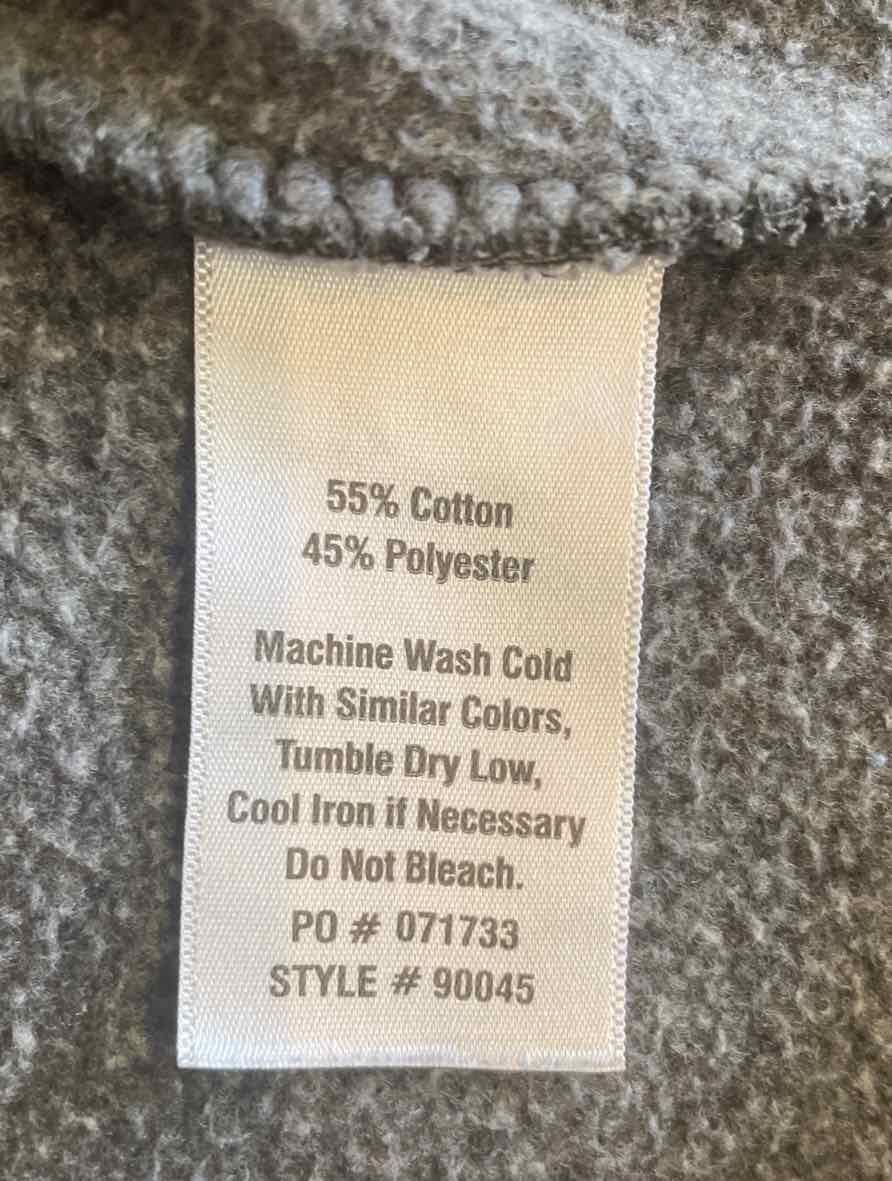 55% Cotton
45% Polyester
Machine Wash Cold
With Similar Colors,
Tumble Dry Low,
Cool Iron if Necessary
Do Not Bleach.
PO # 071733
STYLE # 90045